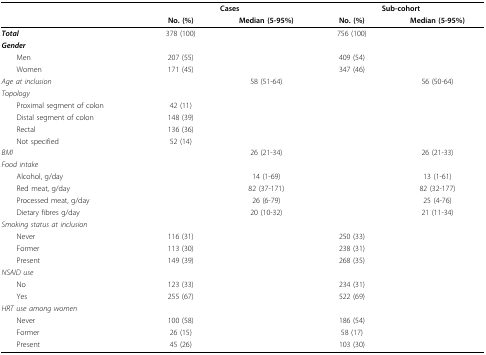 Cases Sub-cohort
No. (%) Median (5-95%) No. (%) Median (5-95%)
Total 378 (100) 756 (100)
Gender
Men 207 (55) 409 (54)
Women 171 (45) 347 (46)
Age at inclusion 58 (51-64) 56 (50-64)
Topology
Proximal segment of colon 42 (11)
Distal segment of colon 148 (39)
Rectal 136 (36)
Not specified 52 (14)
BMI 26 (21-34) 26 (21-33)
Food intake
Alcohol, g/day 14 (1-69) 13 (1-61)
Red meat, g/day 82 (37-171) 82 (32-177)
Processed meat, g/day 26 (6-79) 25 (4-76)
Dietary fibres g/day 20 (10-32) 21 (11-34)
Smoking status at inclusion
Never 116 (31) 250 (33)
Former 113 (30) 238 (31)
Present 149 (39) 268 (35)
NSAID use
No 123 (33) 234 (31)
Yes 255 (67) 522 (69)
HRT use among women
Never 100 (58) 186 (54)
Former 26 (15) 58 (17)
Present 45 (26) 103 (30)